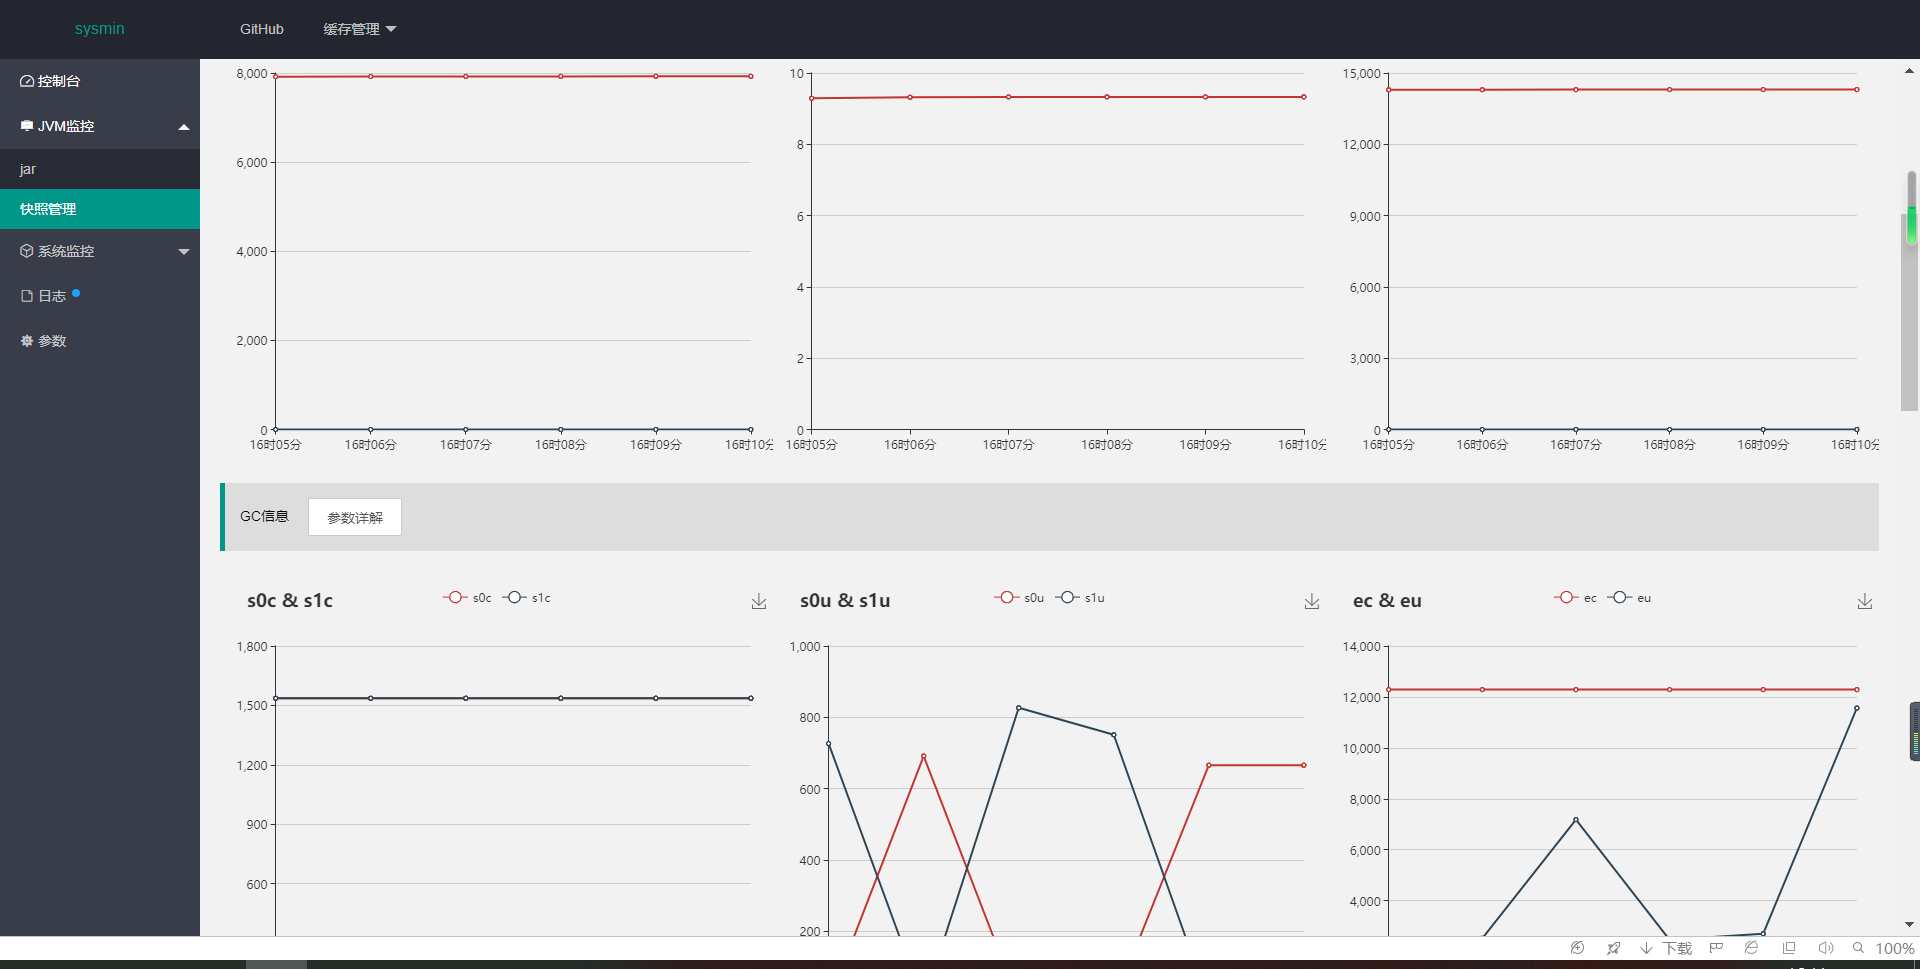 sysmin
GitHub
缓存管理
控制台
JVM监控
jar
快照管理
系统监控
日志
参数
8,000
6,000
4,000
2,000
0
16时05分 16时06分 16时07分 16时08分 16时09分 16时10分
10
8
6
4
2
0
16时05分 16时06分 16时07分 16时08分 16时09分 16时10分
15,000
12,000
9,000
6,000
3,000
0
16时05分 16时06分 16时07分 16时08分 16时09分 16时10分
GC信息 参数详解
s0c & s1c
s0c s1c
1,800
1,500
1,200
900
600
s0u & s1u
s0u s1u
1,000
800
600
400
200
ec & eu
ec eu
14,000
12,000
10,000
8,000
6,000
4,000
下载
100%